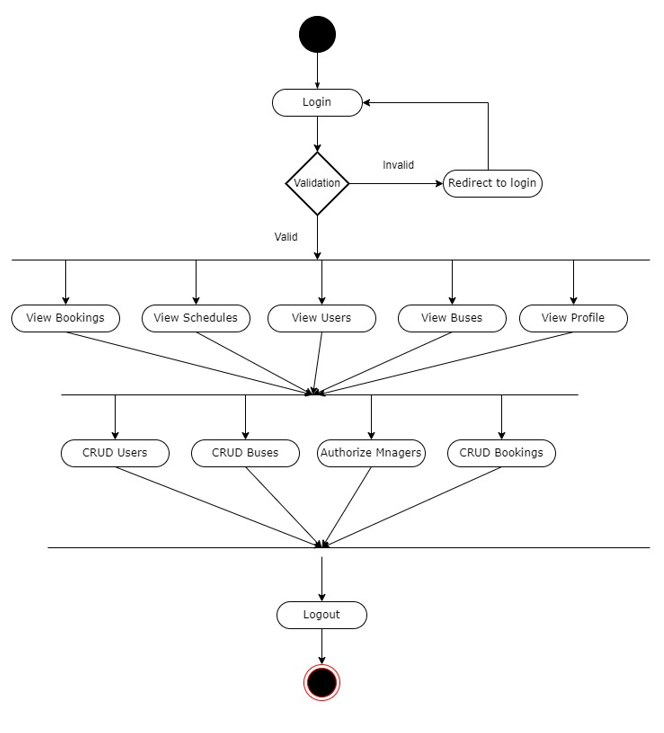 Login
Invalid
Validation
Redirect to login
Valid
View Bookings
View Schedules
View Users
View Buses
View Profile
CRUD Users
CRUD Buses
Authorize Mnagers
CRUD Bookings
Logout